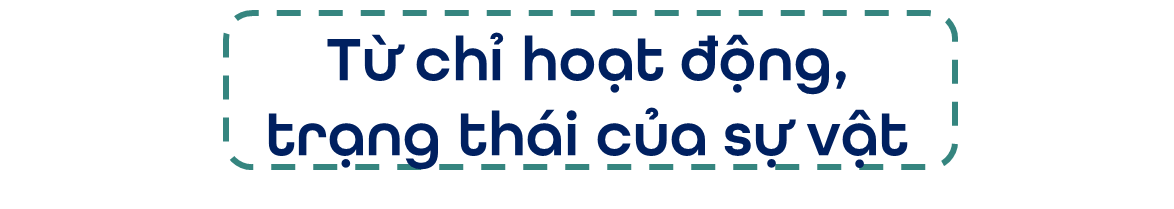 Từ chỉ hoạt động,
trạng thái của sự vật